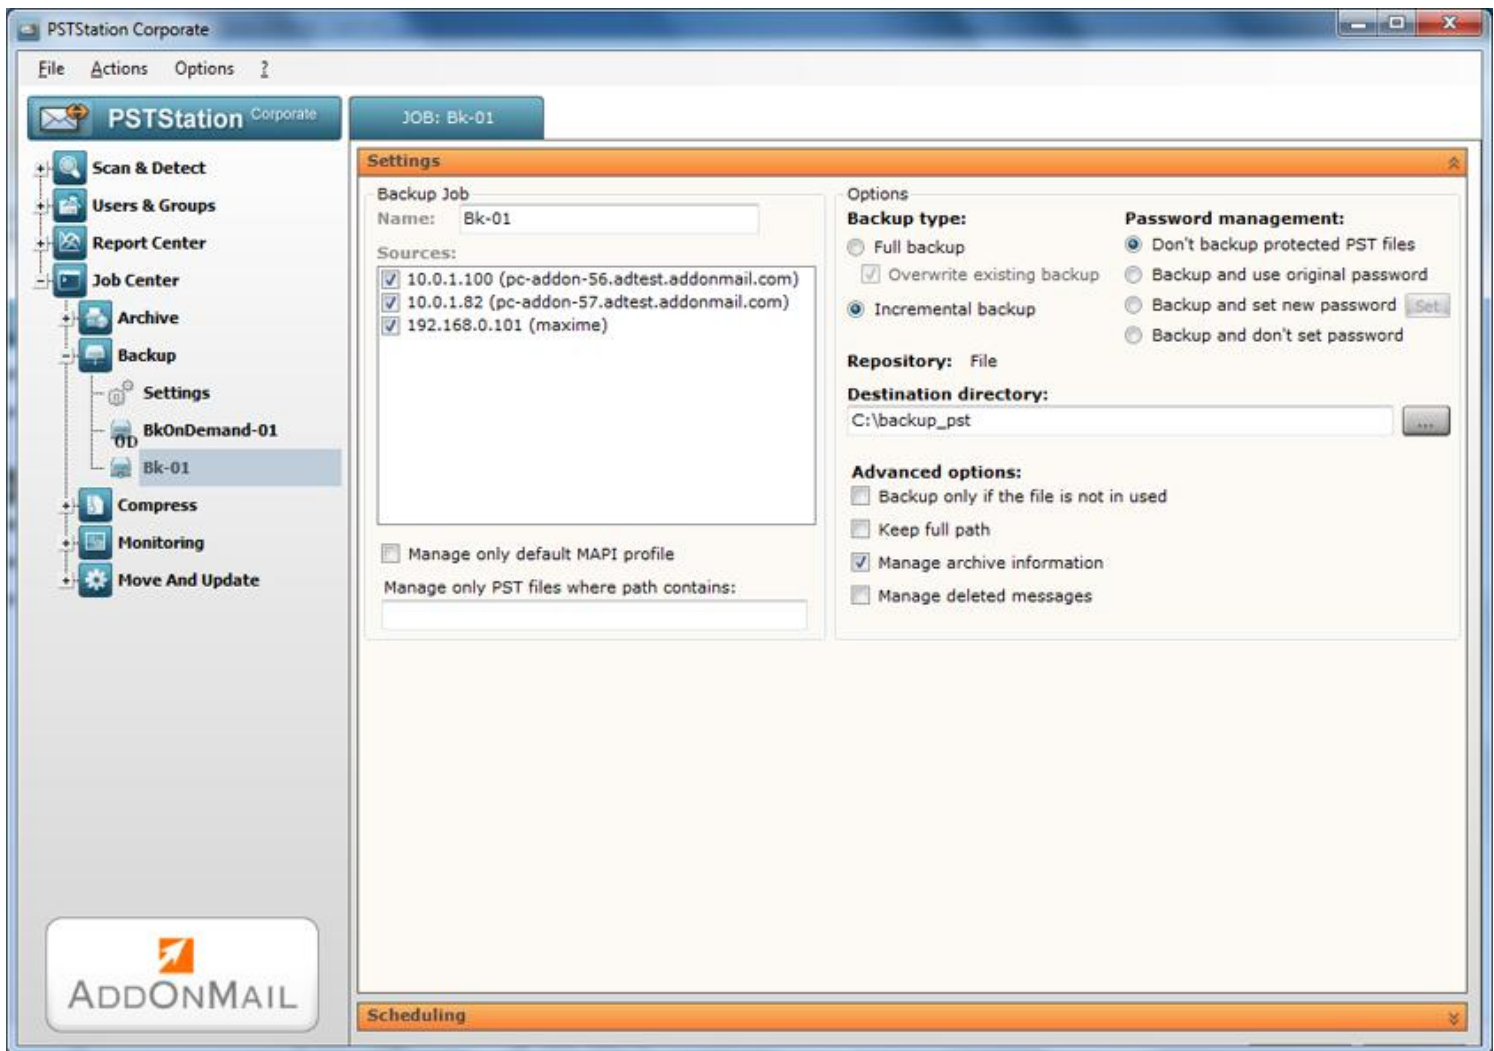 PSTStation Corporate
File Actions Options ?
PSTStation Corporate
JOB: Bk-01
Scan & Detect
Users & Groups
Report Center
Job Center
Archive
Backup
Settings
OD BkOnDemand-01
Bk-01
Compress
Monitoring
Move And Update
ADDONMAIL
Settings
Backup Job
Name: Bk-01
Sources:
10.0.1.100 (pc-addon-56.adtest.addonmail.com)
10.0.1.82 (pc-addon-57.adtest.addonmail.com)
192.168.0.101 (maxime)
Manage only default MAPI profile
Manage only PST files where path contains:
Options
Backup type:
Full backup
Overwrite existing backup
Incremental backup
Password management:
Don't backup protected PST files
Backup and use original password
Backup and set new password Set
Backup and don't set password
Repository: File
Destination directory:
C:\backup_pst ...
Advanced options:
Backup only if the file is not in used
Keep full path
Manage archive information
Manage deleted messages
Scheduling